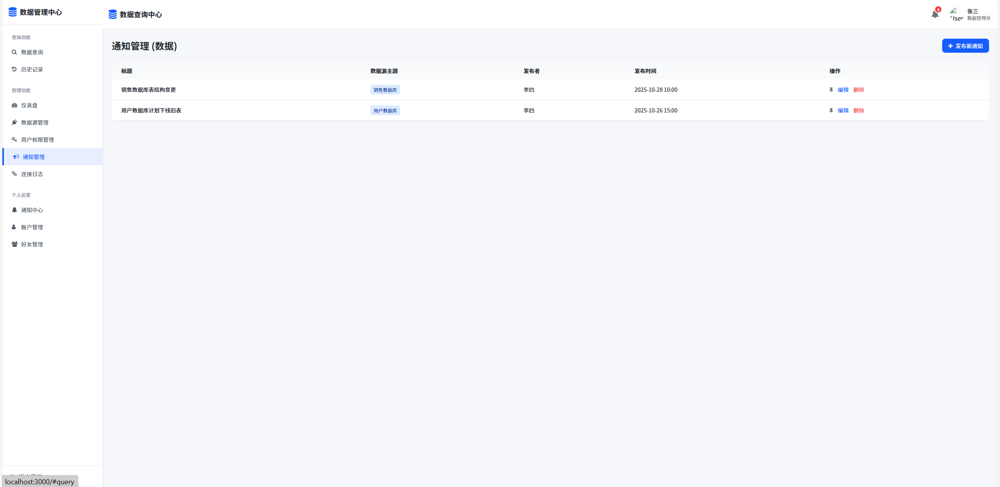 数据管理中心
查询功能
数据查询
历史记录
管理功能
仪表盘
数据源管理
用户权限管理
通知管理
连接日志
个人设置
通知中心
账户管理
好友管理
localhost:3000/#query
数据查询中心
4
User
张三
数据管理员
通知管理 (数据)
发布新通知
标题 数据源主题 发布者 发布时间 操作
销售数据库表结构变更 销售数据库 李四 2025-10-28 10:00 编辑 删除
用户数据库计划下线旧表 用户数据库 李四 2025-10-26 15:00 编辑 删除